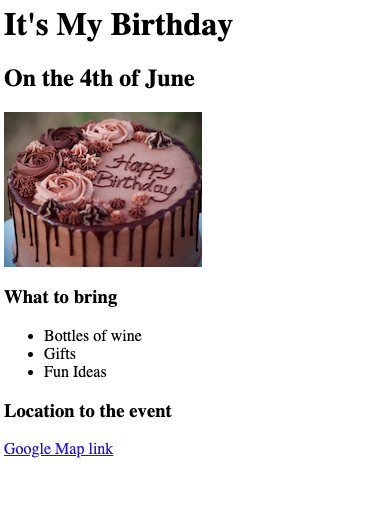 It's My Birthday
On the 4th of June
Happy
Birthday
What to bring
Bottles of wine
Gifts
Fun Ideas
Location to the event
Google Map link